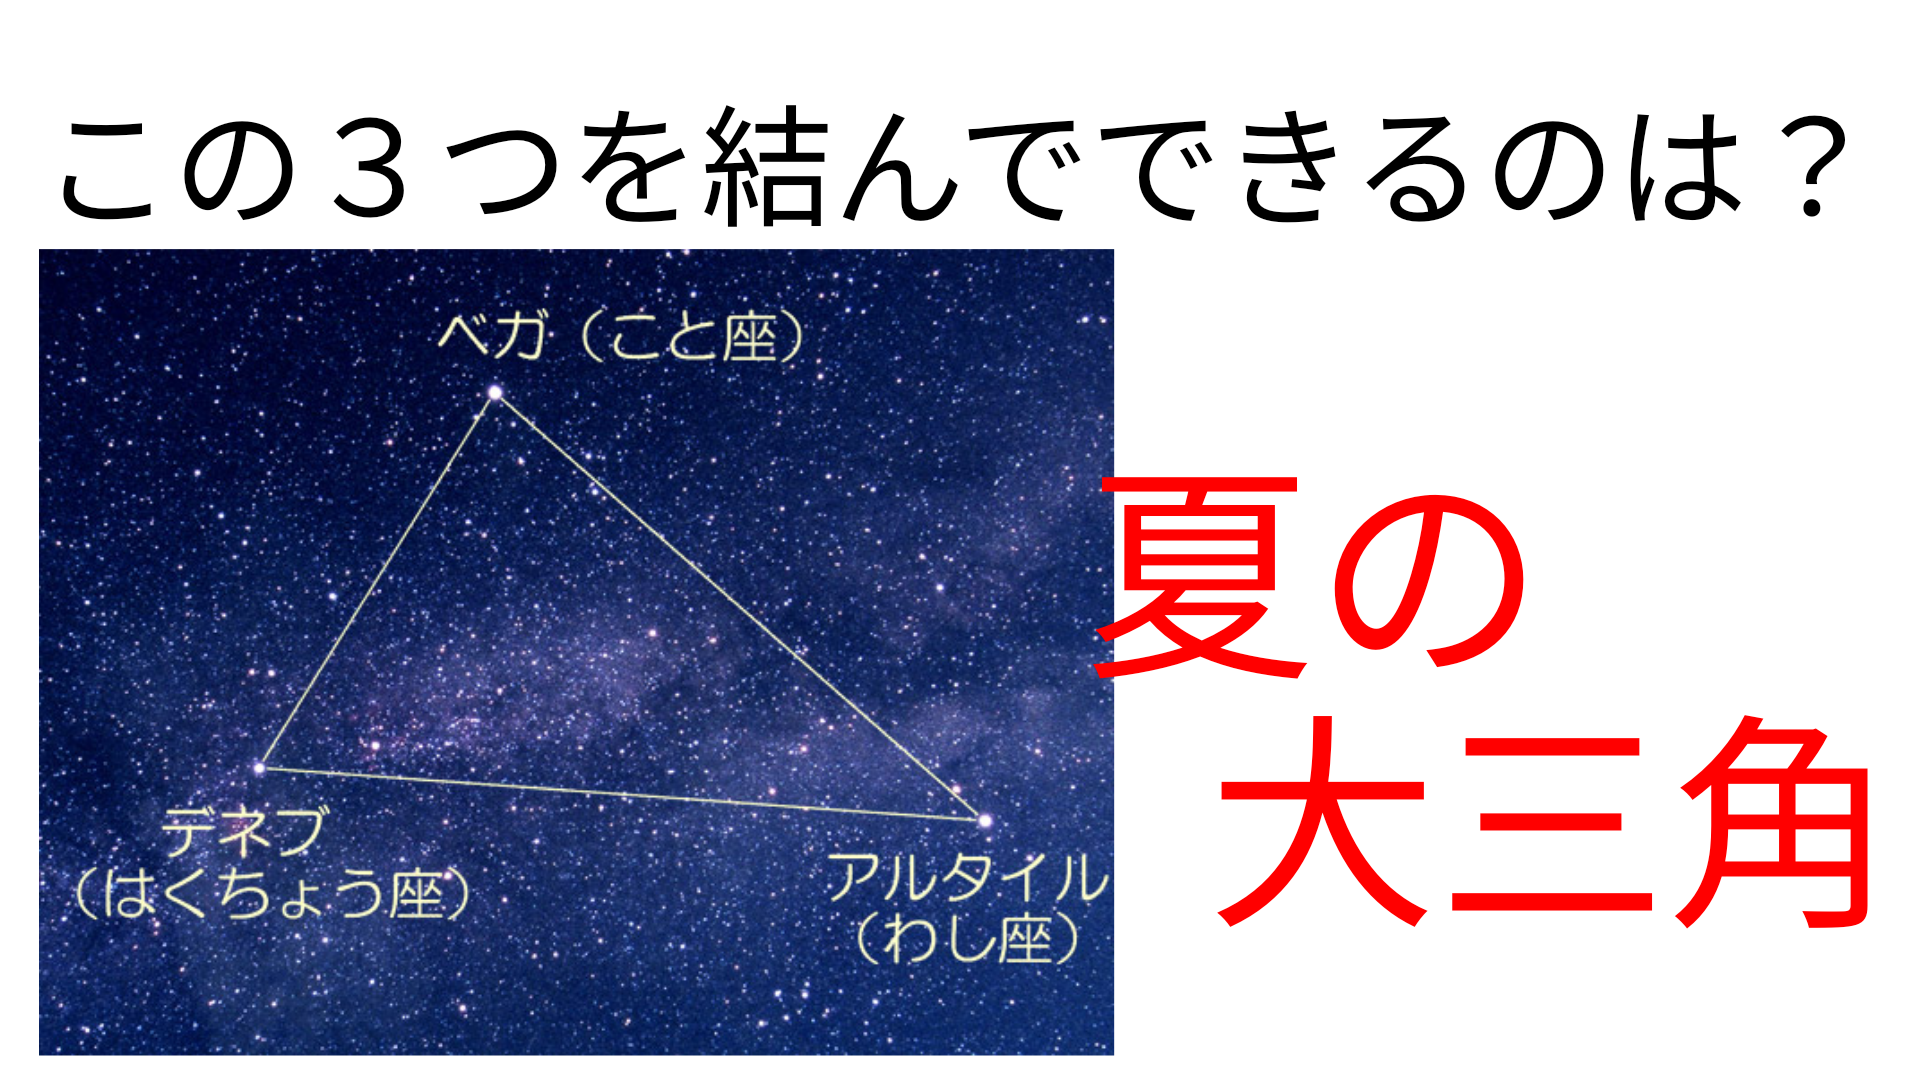 この３つを結んでできるのは？
ベガ（こと座）
デネブ
（はくちょう座）
アルタイル
（わし座）
夏の
大三角